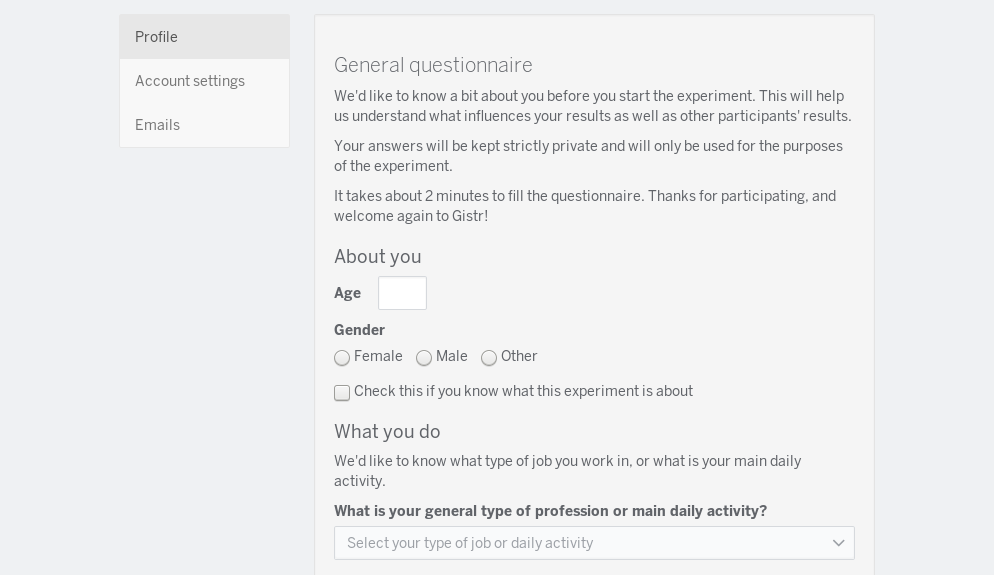 Profile
Account settings
Emails
General questionnaire
We'd like to know a bit about you before you start the experiment. This will help
us understand what influences your results as well as other participants' results.
Your answers will be kept strictly private and will only be used for the purposes
of the experiment.
It takes about 2 minutes to fill the questionnaire. Thanks for participating, and
welcome again to Gistr!
About you
Age
Gender
Female Male Other
Check this if you know what this experiment is about
What you do
We'd like to know what type of job you work in, or what is your main daily
activity.
What is your general type of profession or main daily activity?
Select your type of job or daily activity